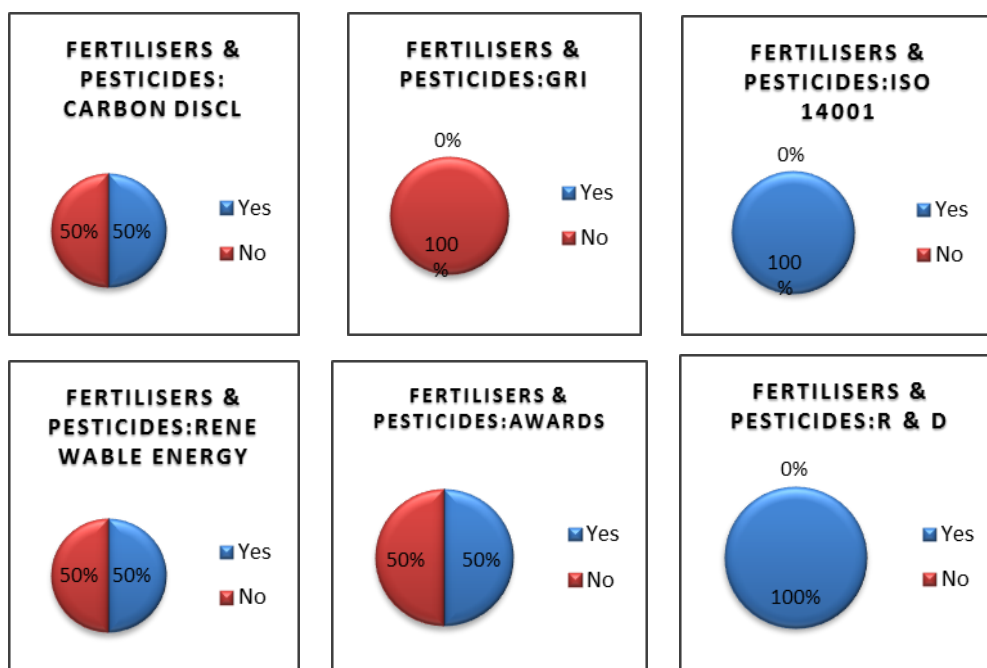 FERTILISERS &
PESTICIDES:
CARBON DISCL
50%
50%
Yes
No
FERTILISERS &
PESTICIDES:GRI
0%
100
%
Yes
No
FERTILISERS &
PESTICIDES:ISO
14001
0%
100
%
Yes
No
FERTILISERS &
PESTICIDES:RENE
WABLE ENERGY
50%
50%
Yes
No
FERTILISERS &
PESTICIDES:AWARDS
50%
50%
Yes
No
FERTILISERS &
PESTICIDES:R & D
0%
100%
Yes
No